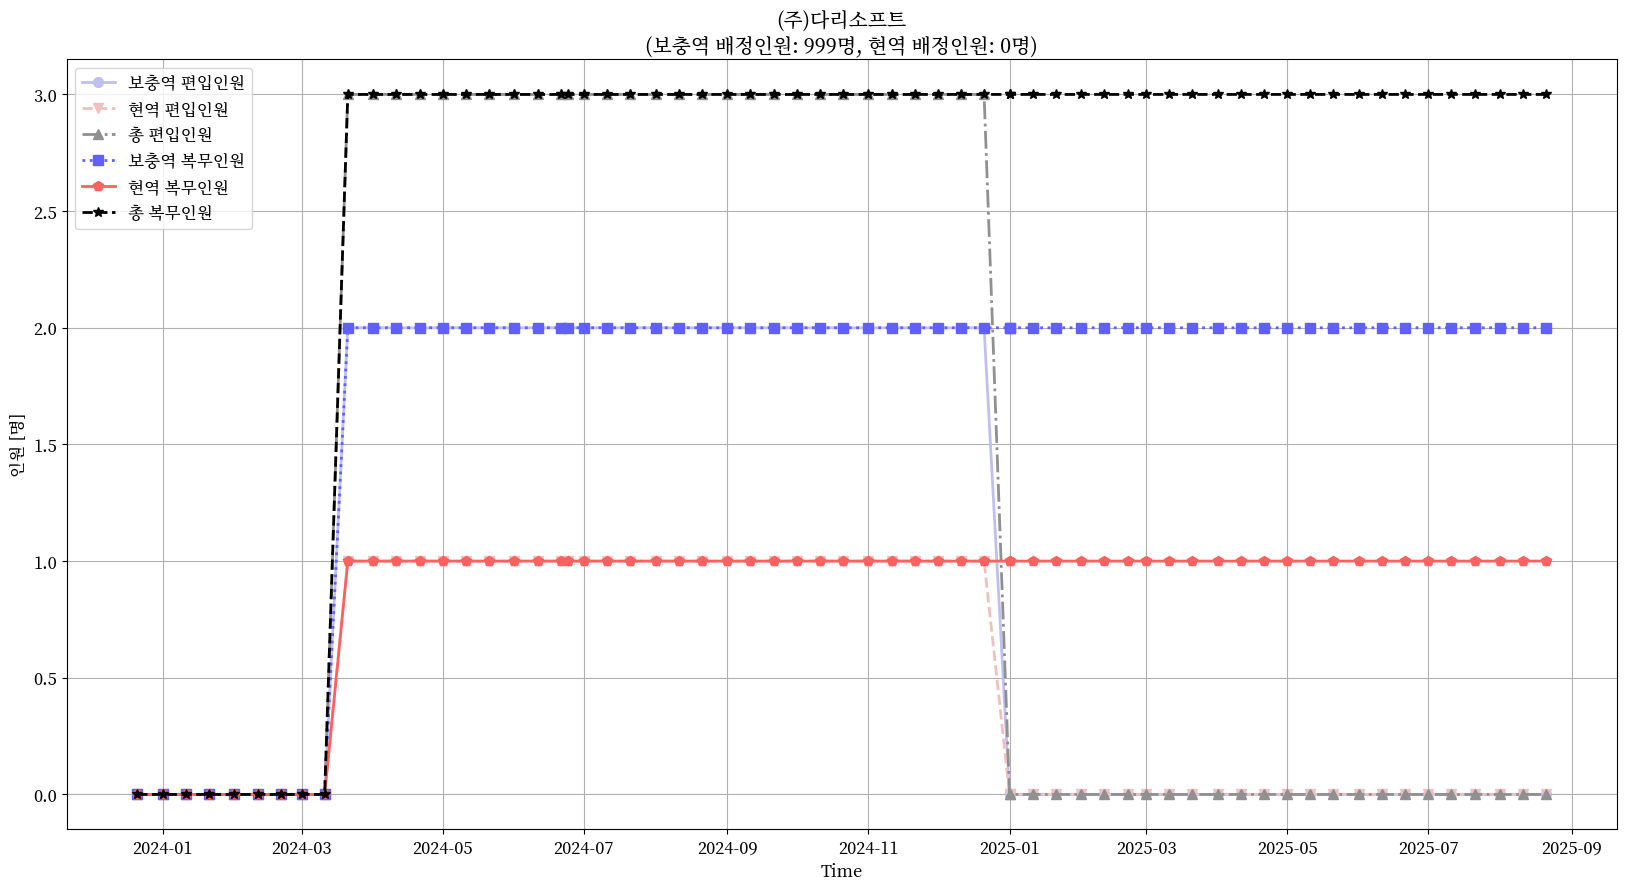 (주)다리소프트
(보충역 배정인원: 999명, 현역 배정인원: 0명)
보충역 편입인원
현역 편입인원
총 편입인원
보충역 복무인원
현역 복무인원
총 복무인원
3.0
2.5
2.0
1.5
1.0
0.5
0.0
인원 [명]
2024-01
2024-03
2024-05
2024-07
2024-09
2024-11
2025-01
2025-03
2025-05
2025-07
2025-09
Time